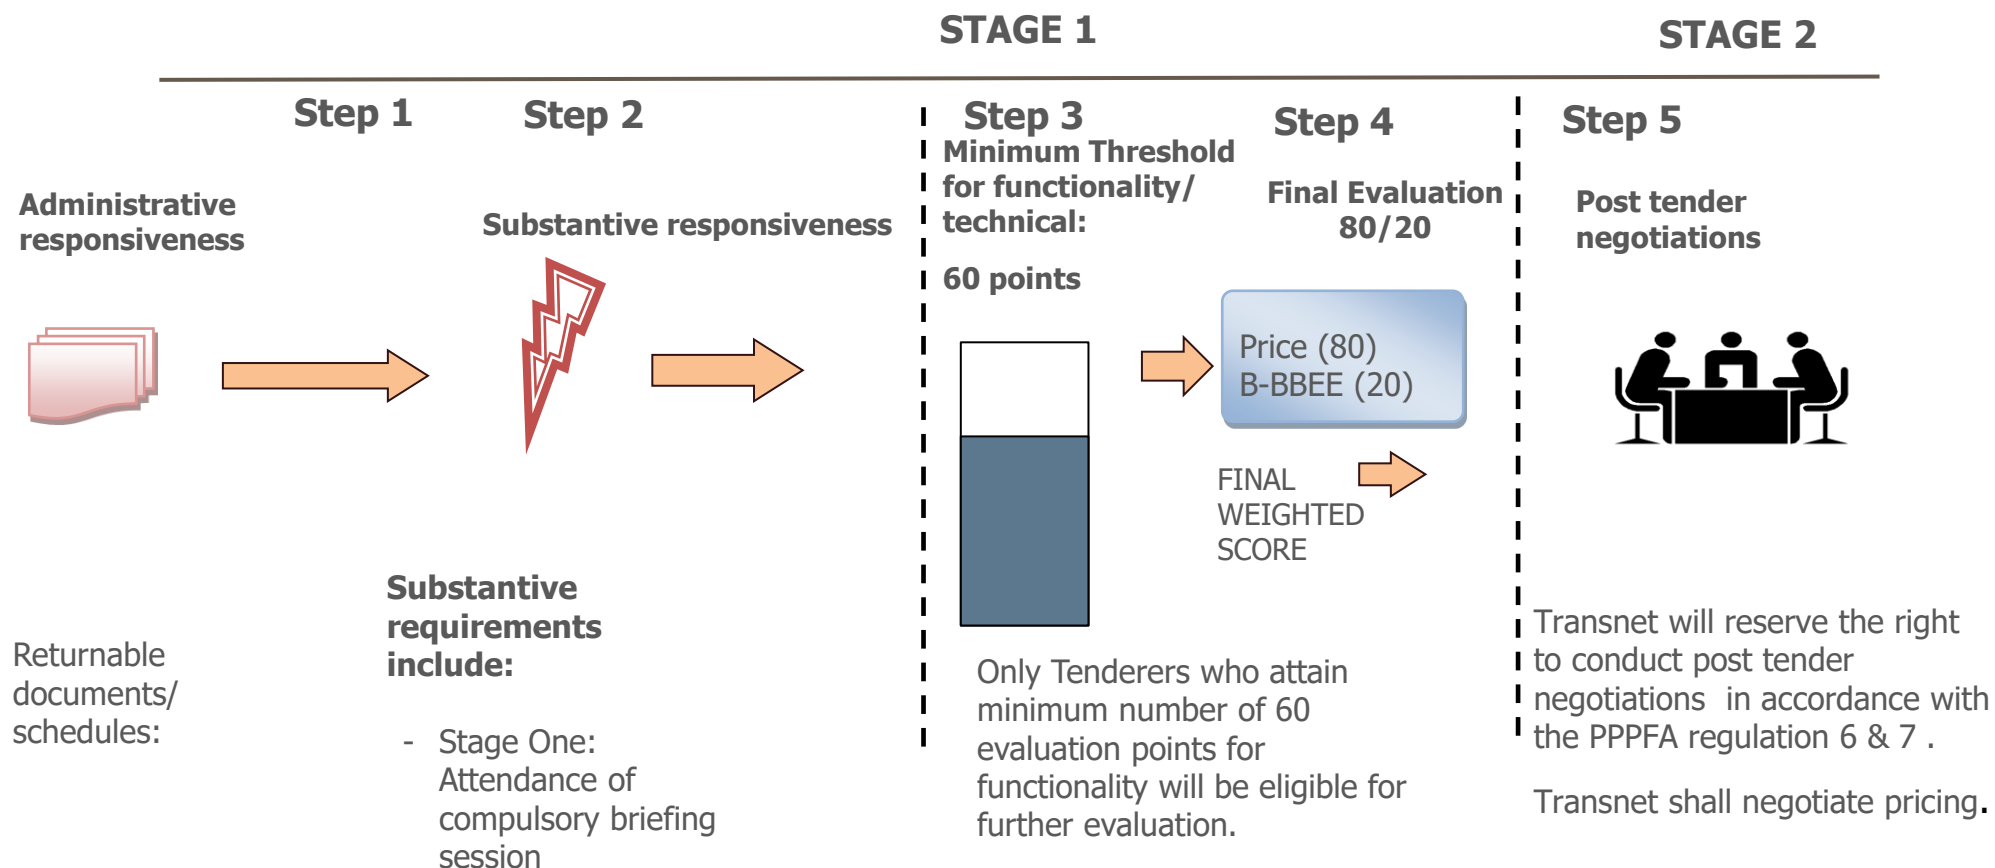 STAGE 1
STAGE 2
Step 1
Step 2
Step 3
Step 4
Step 5
Administrative
responsiveness
Substantive responsiveness
Minimum Threshold
for functionality/
technical:
60 points
Final Evaluation
80/20
Post tender
negotiations
Price (80)
B-BBEE (20)
FINAL
WEIGHTED
SCORE
Returnable
documents/
schedules:
Substantive
requirements
include:
- Stage One:
Attendance of
compulsory briefing
session
Only Tenderers who attain
minimum number of 60
evaluation points for
functionality will be eligible for
further evaluation.
Transnet will reserve the right
to conduct post tender
negotiations in accordance with
the PPPFA regulation 6 & 7 .
Transnet shall negotiate pricing.